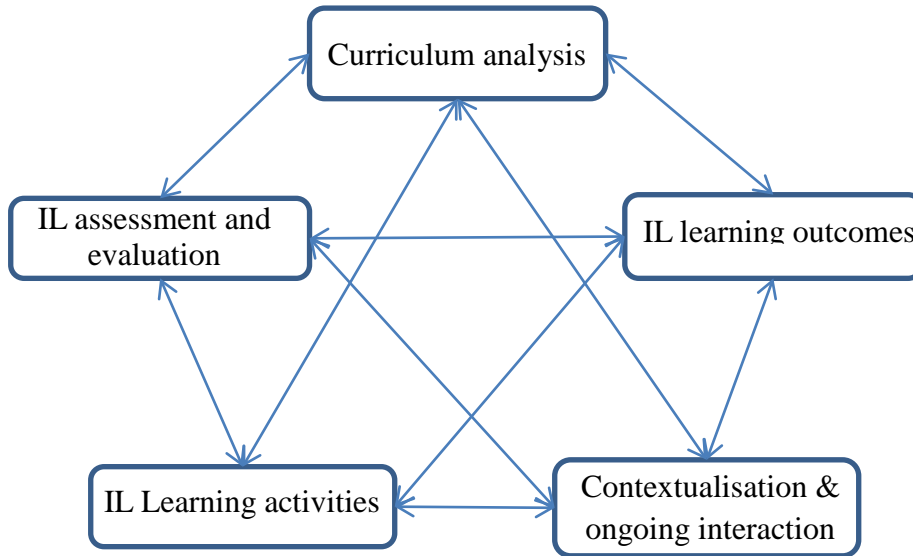 Curriculum analysis
IL assessment and
evaluation
IL learning outcomes
IL Learning activities
Contextualisation &
ongoing interaction